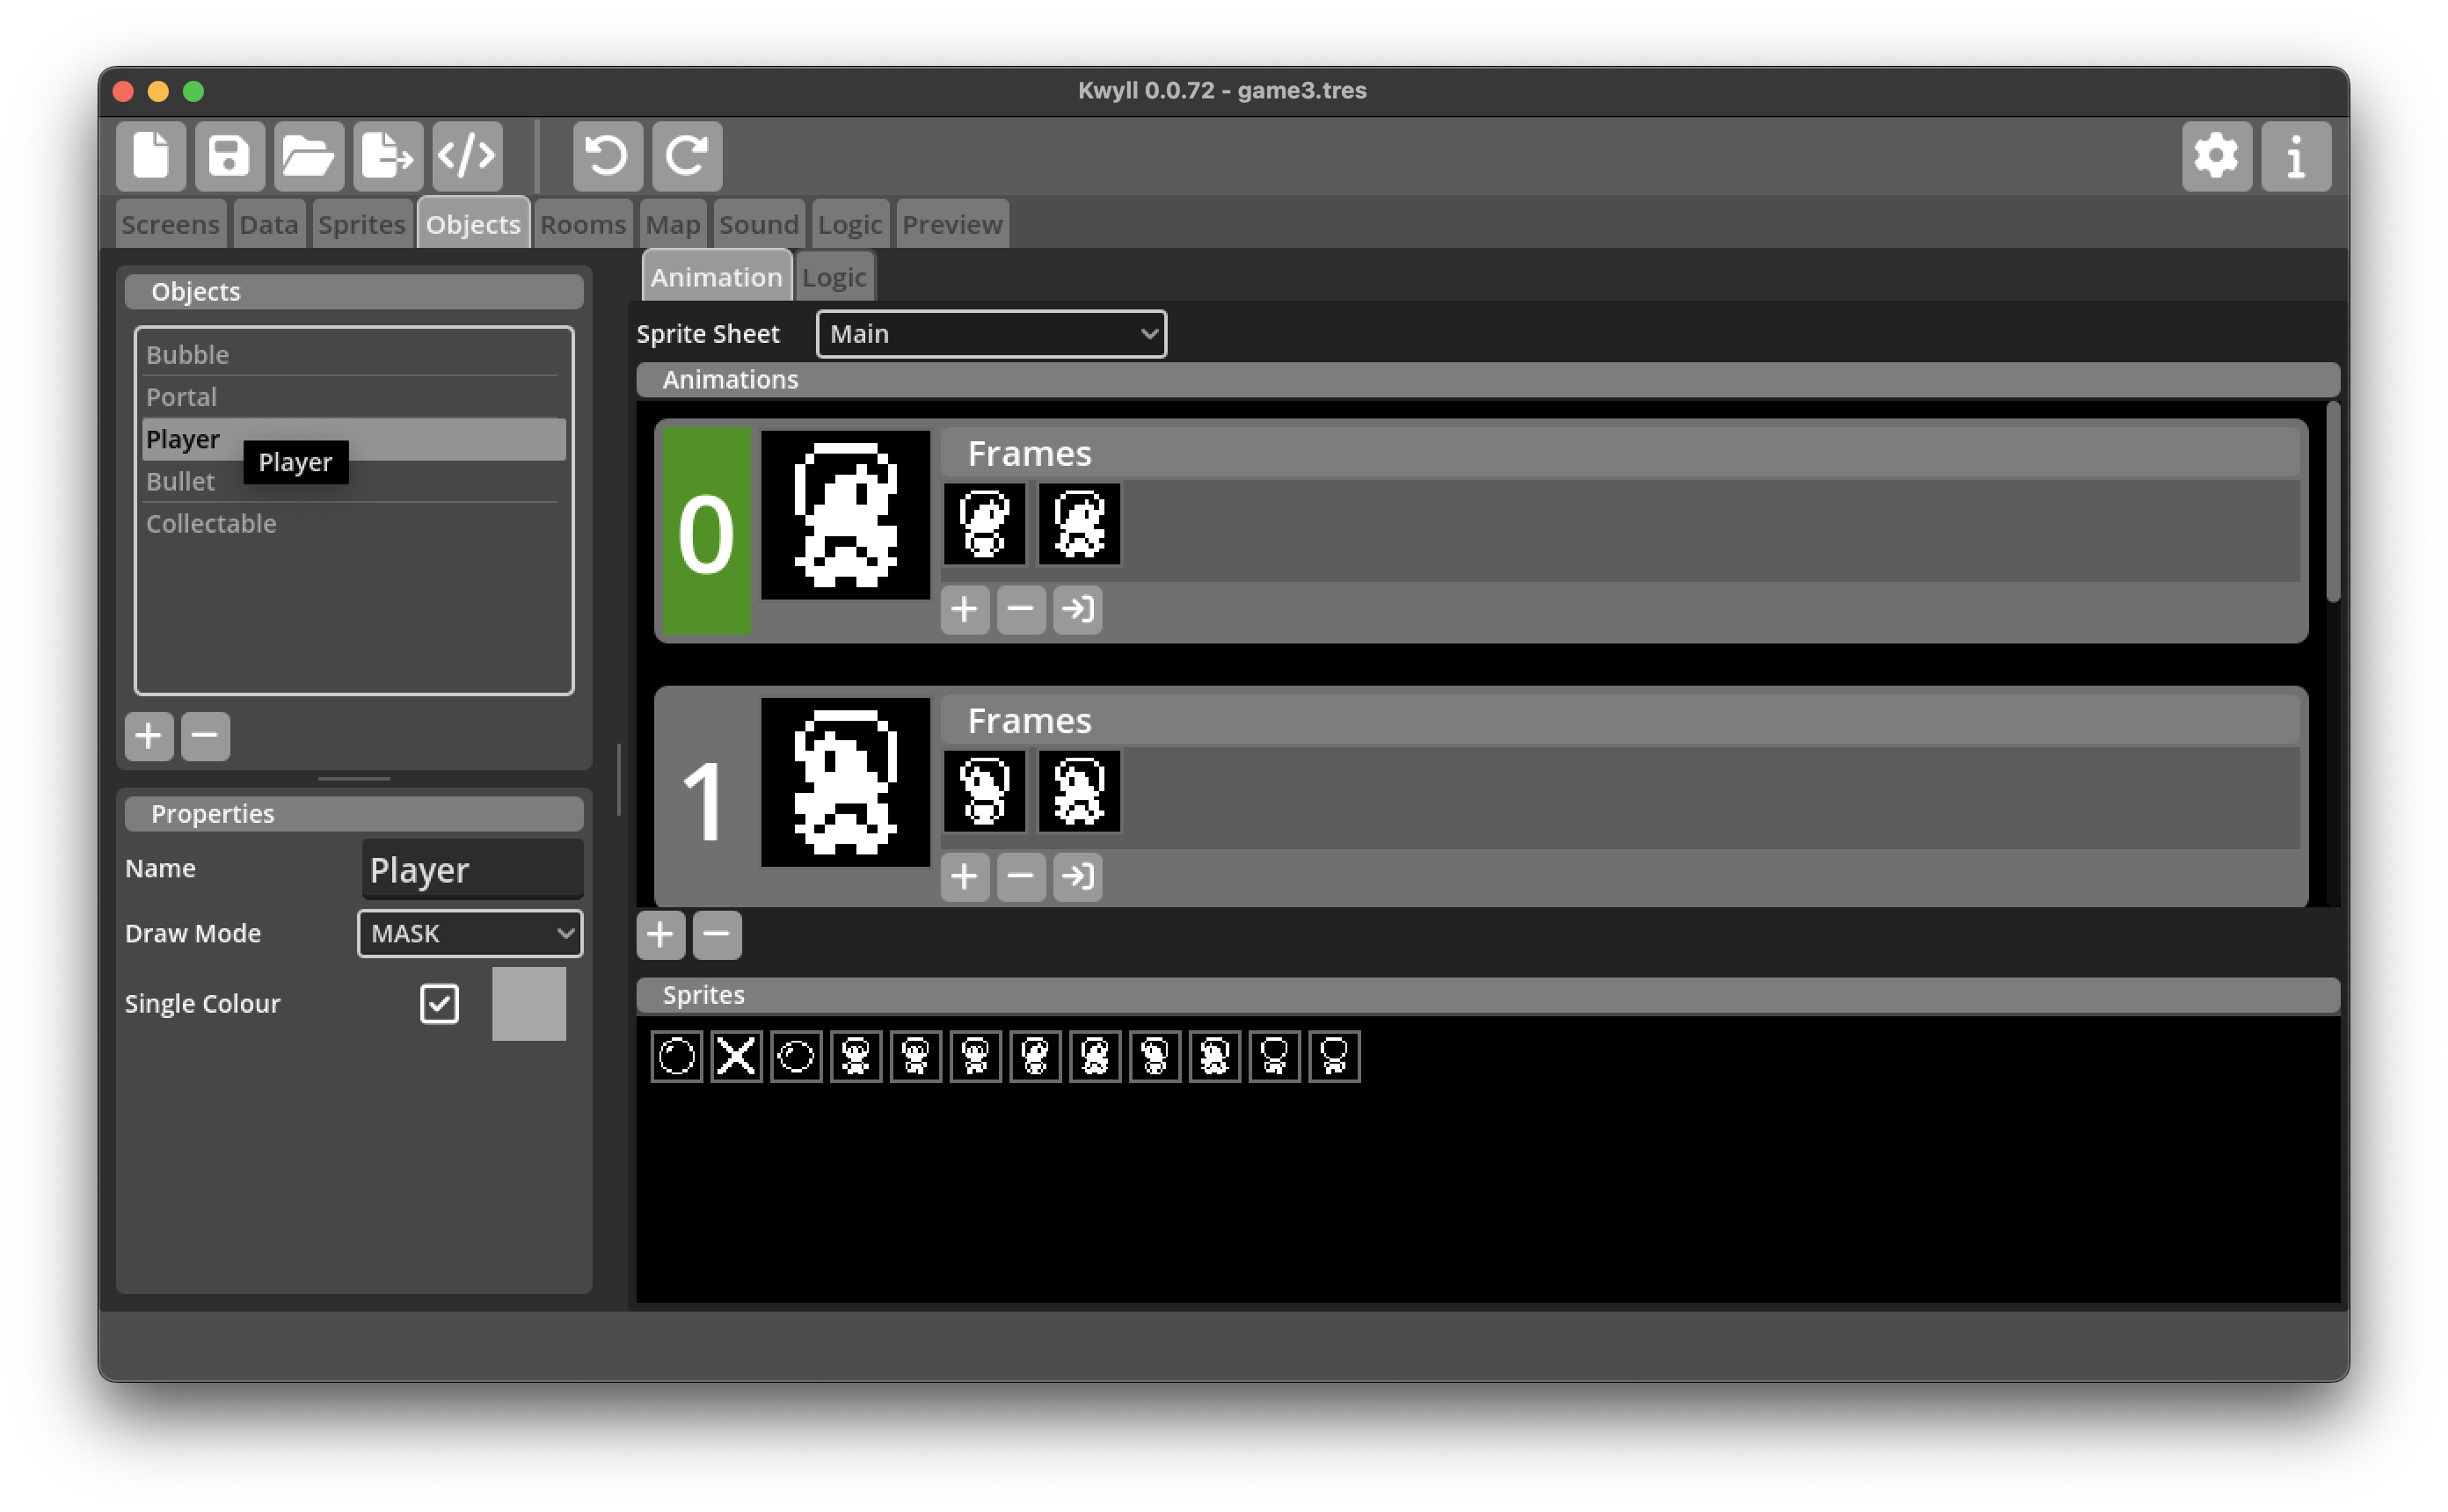 Kwyll 0.0.72 - game3.tres
Screens Data Sprites Objects Rooms Map Sound Logic Preview
Objects
Bubble
Portal
Player
Player
Bullet
Collectable
Properties
Name Player
Draw Mode MASK
Single Colour
Animation Logic
Sprite Sheet Main
Animations
0
Frames
1
Frames
Sprites